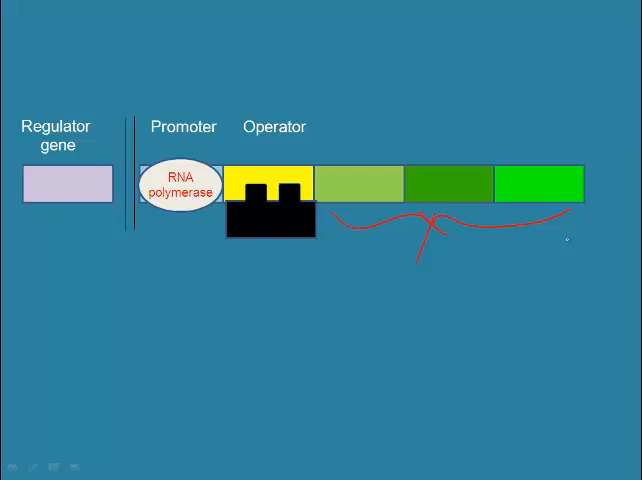 Regulator
gene
Promoter
Operator
RNA
polymerase